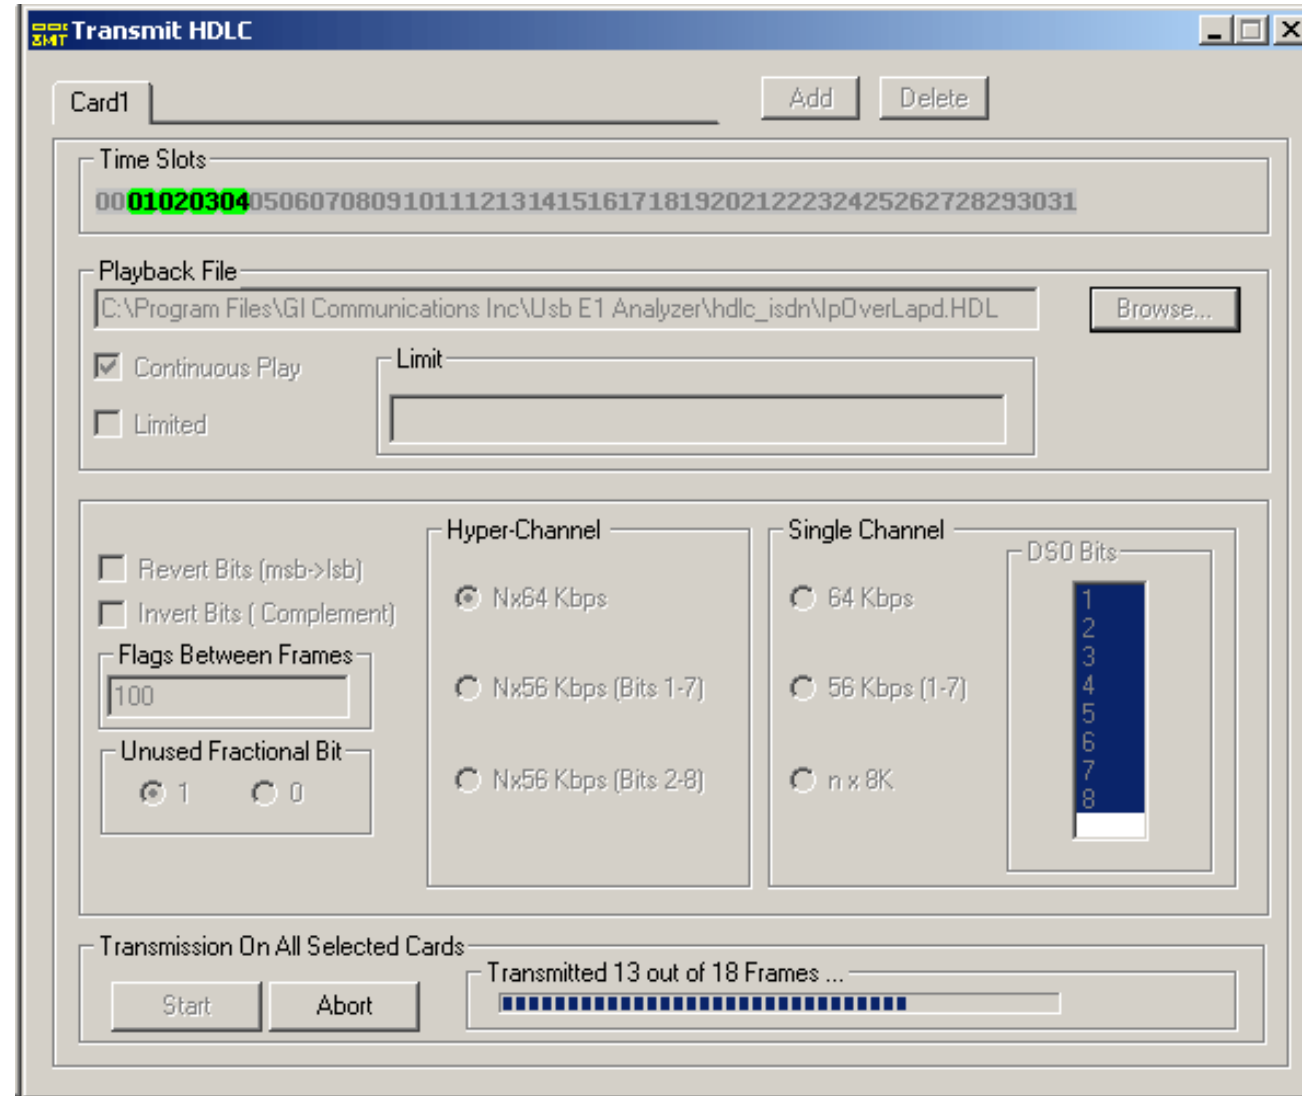 Transmit HDLC
Card1
Add
Delete
Time Slots
0001020304050607080910111213141516171819202122232425262728293031
Playback File
C:\Program Files\Gl Communications Inc\Usb E1 Analyzer\hdlc_isdn\IpOverLapd.HDL
Browse...
Continuous Play
Limited
Limit
Revert Bits (msb->lsb)
Invert Bits ( Complement)
Flags Between Frames
100
Unused Fractional Bit
1
0
Hyper-Channel
Nx64 Kbps
Nx56 Kbps (Bits 1-7)
Nx56 Kbps (Bits 2-8)
Single Channel
64 Kbps
56 Kbps (1-7)
n x 8K
DS0 Bits
1
2
3
4
5
6
7
8
Transmission On All Selected Cards
Start
Abort
Transmitted 13 out of 18 Frames ...